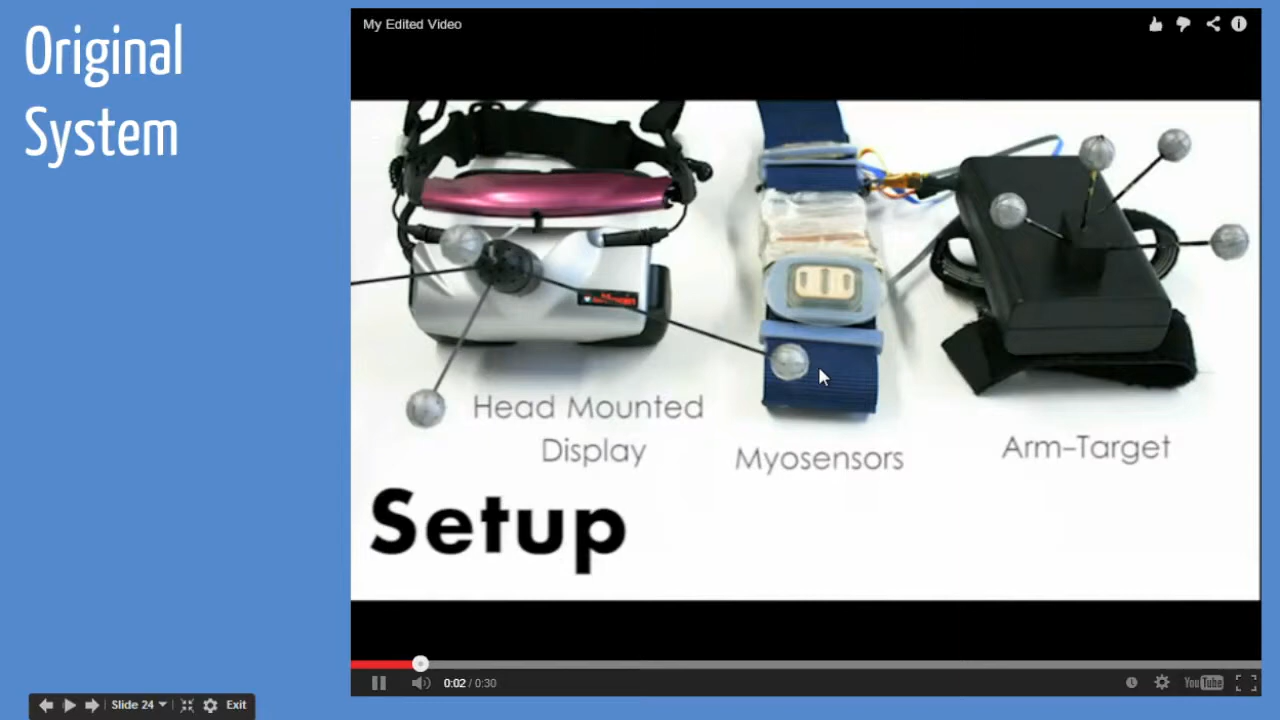 Original
System
My Edited Video
Head Mounted
Display
Myosensors
Arm–Target
Setup
0:02 / 0:30
YouTube
Slide 24
Exit